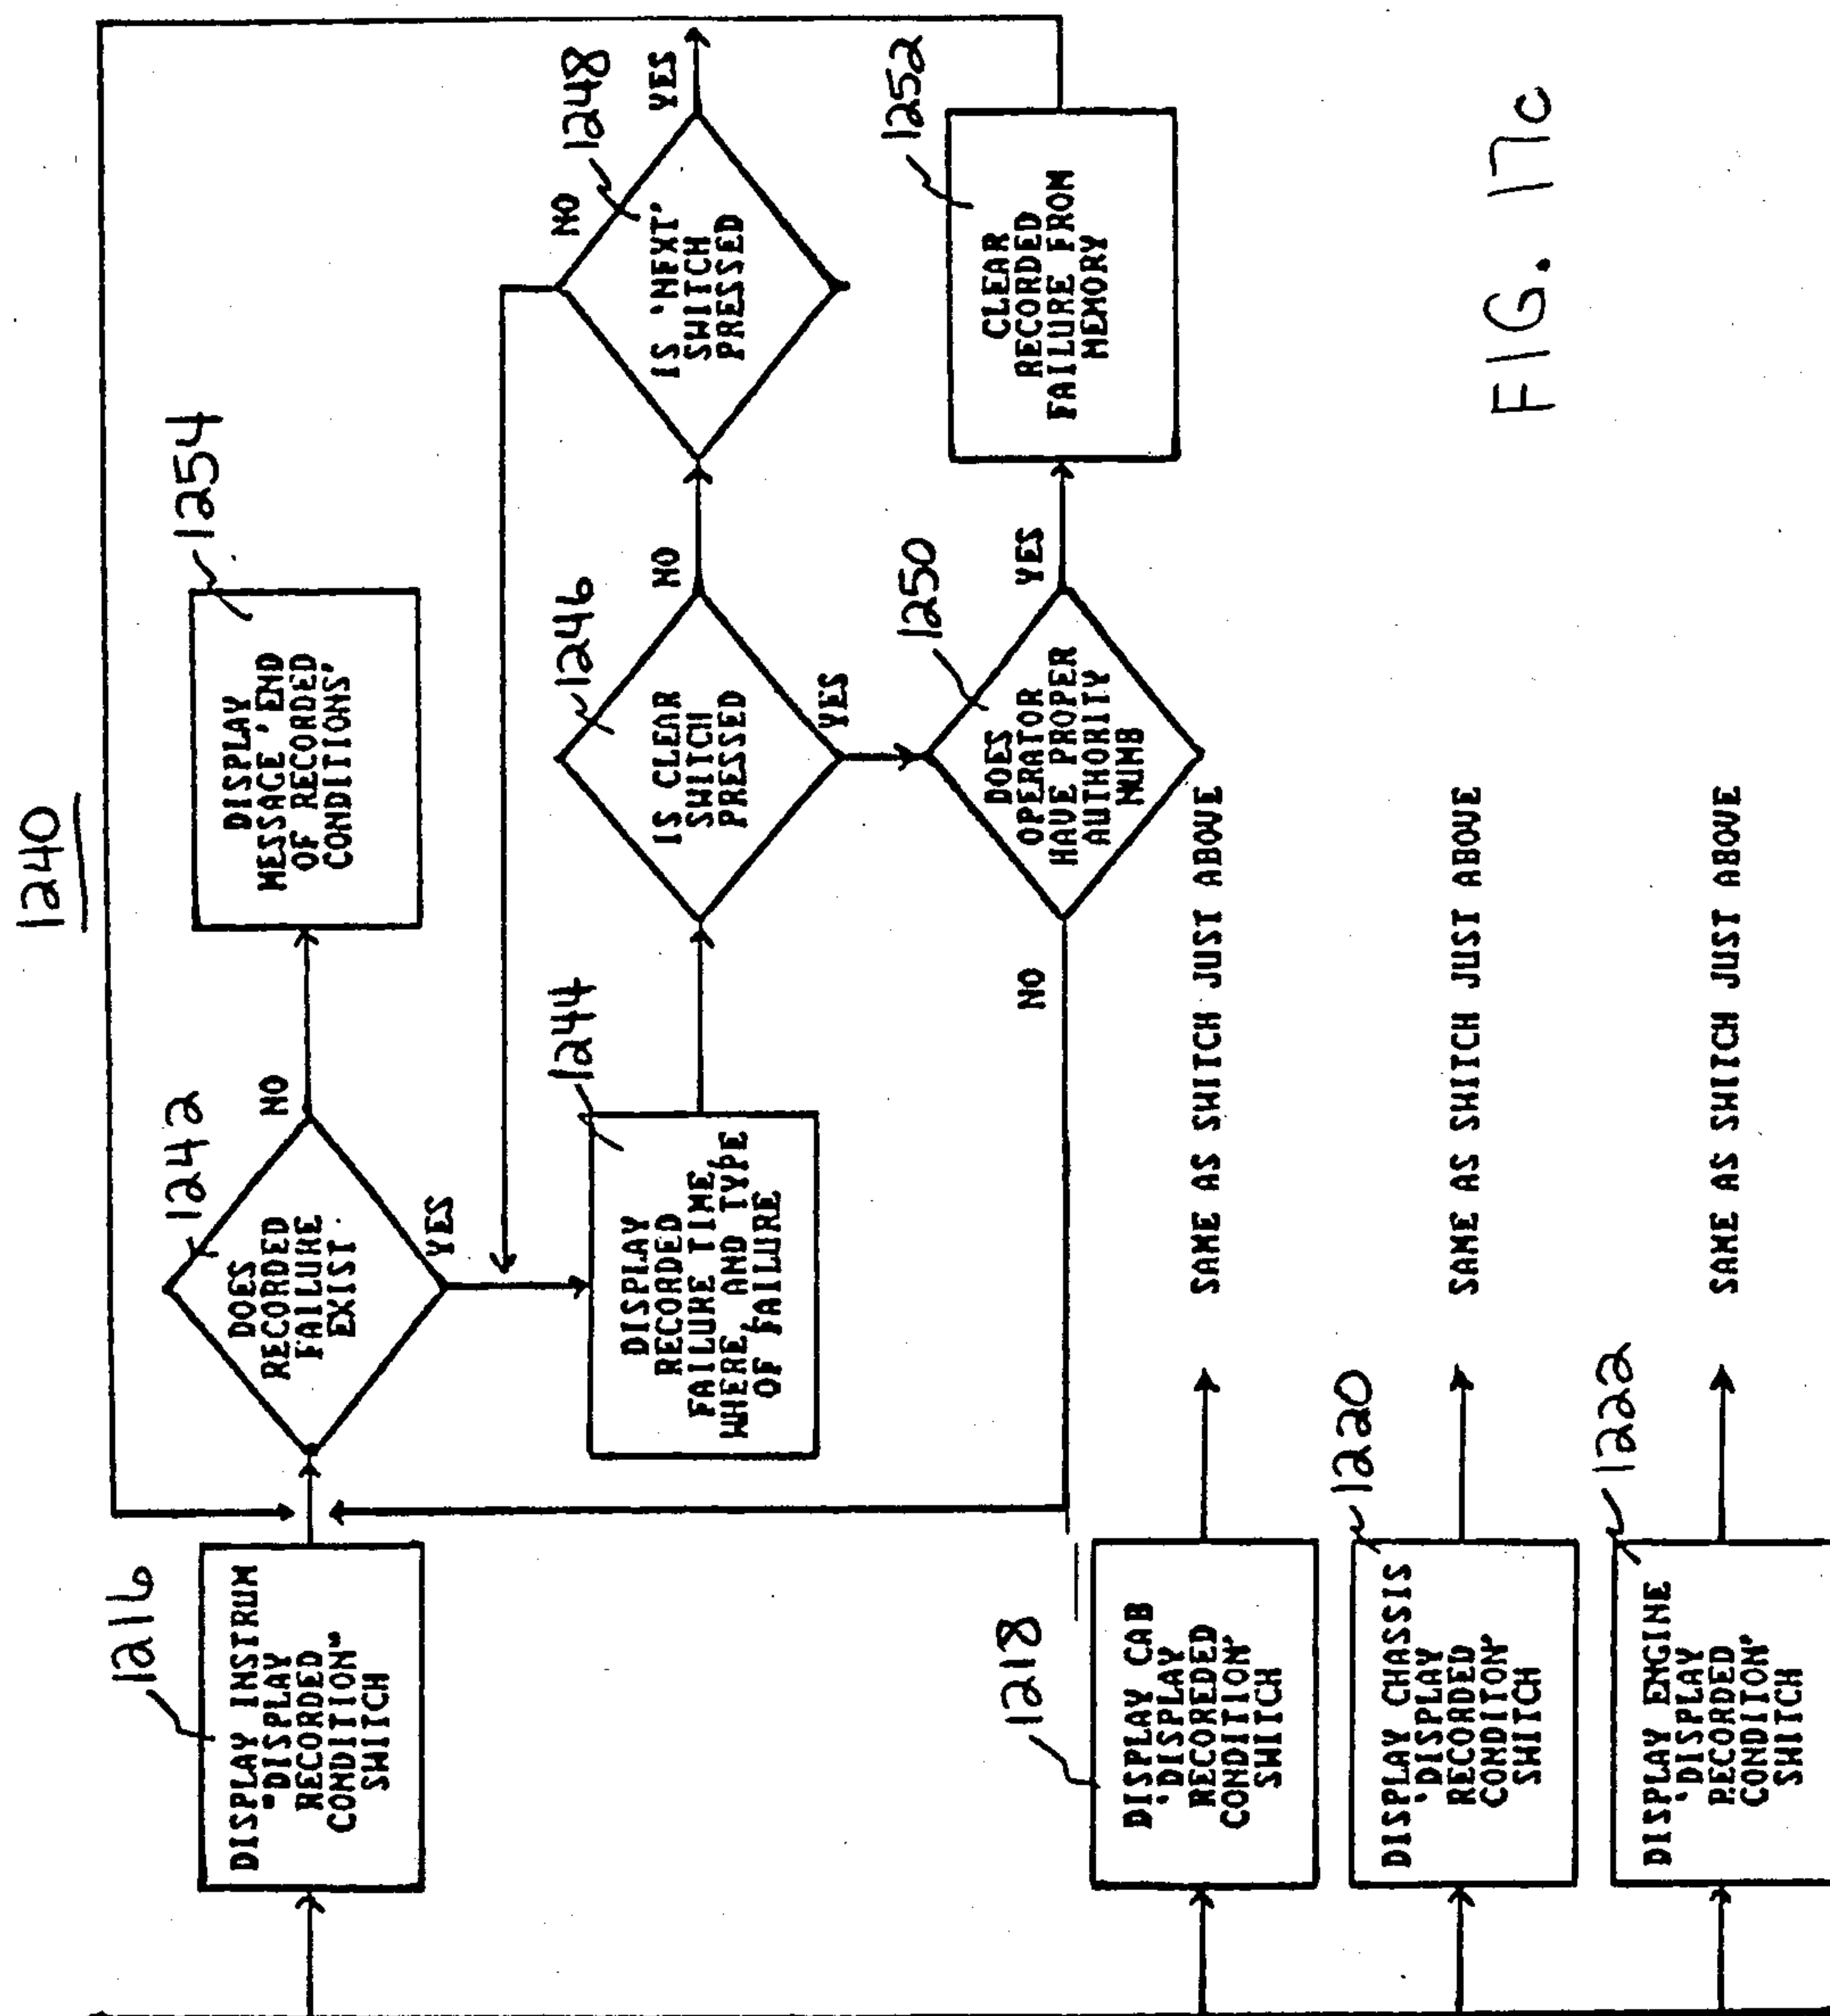 1240
1216
DISPLAY INSTRUM
"DISPLAY
RECORDED
CONDITION"
SWITCH
1242
DOES
RECORDED
FAILURE
EXIST
NO
YES
1254
DISPLAY
MESSAGE 'END
OF RECORDED
CONDITIONS'
1244
DISPLAY
RECORDED
FAILURE TIME,
WHERE, AND TYPE
OF FAILURE
1246
IS CLEAR
SWITCH
PRESSED
NO
YES
1248
IS 'NEXT'
SWITCH
PRESSED
NO
YES
1250
DOES
OPERATOR
HAVE PROPER
AUTHORITY
NUMB
NO
YES
1252
CLEAR
RECORDED
FAILURE FROM
MEMORY
1218
DISPLAY CAB
'DISPLAY
RECOREDED
CONDITION'
SWITCH
SAME AS SWITCH JUST ABOVE
1220
DISPLAY CHASSIS
'DISPLAY
RECORDED
CONDITION'
SWITCH
SAME AS SWITCH JUST ABOVE
1222
DISPLAY ENGINE
'DISPLAY
RECORDED
CONDITON'
SWITCH
SAME AS SWITCH JUST ABOVE
FIG. 17c